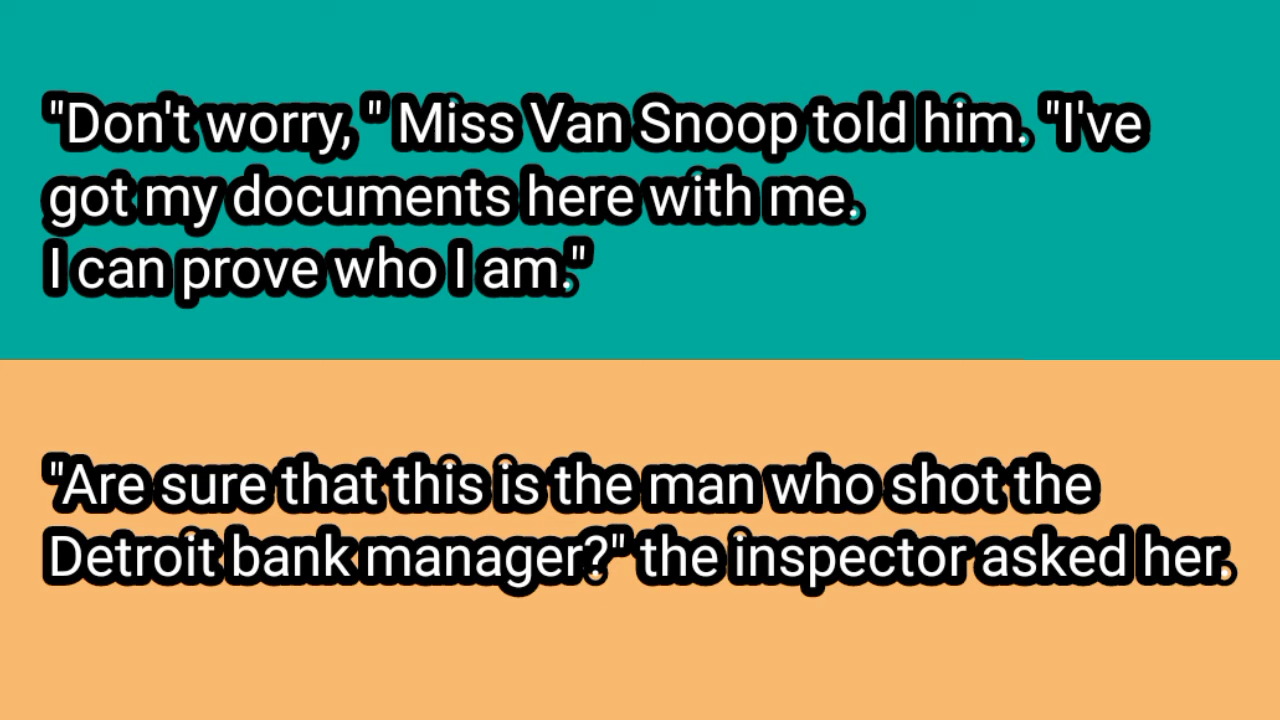 "Don't worry, " Miss Van Snoop told him. "I've
got my documents here with me.
I can prove who I am."
"Are sure that this is the man who shot the
Detroit bank manager?" the inspector asked her.